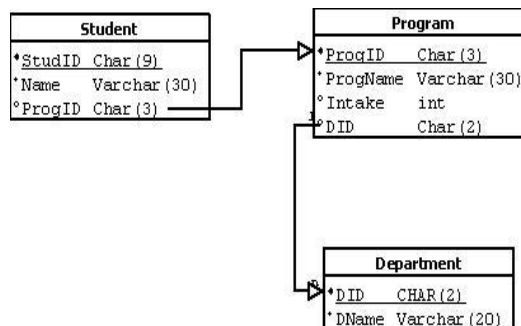 Student
*StudID Char(9)
*Name Varchar(30)
°ProgID Char(3)
Program
*ProgID Char(3)
*ProgName Varchar(30)
°Intake int
°DID Char(2)
Department
*DID CHAR(2)
*DName Varchar(20)